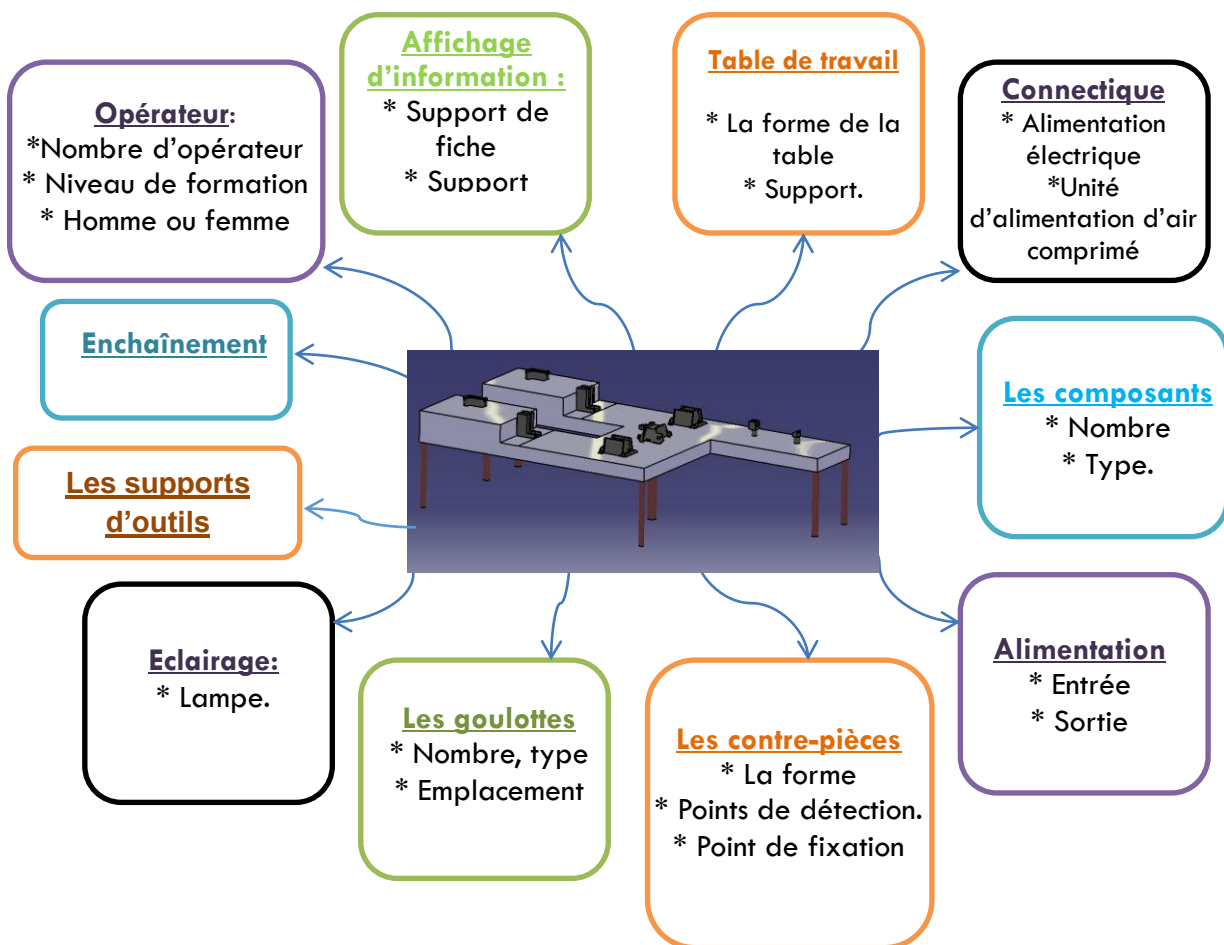 Affichage
d'information :
* Support de
fiche
* Support
Table de travail
* La forme de la
table
* Support.
Connectique
* Alimentation
électrique
*Unité
d'alimentation d'air
comprimé
Opérateur:
*Nombre d'opérateur
* Niveau de formation
* Homme ou femme
Enchaînement
Les composants
* Nombre
* Type.
Les supports
d'outils
Eclairage:
* Lampe.
Les goulottes
* Nombre, type
* Emplacement
Les contre-pièces
* La forme
* Points de détection.
* Point de fixation
Alimentation
* Entrée
* Sortie